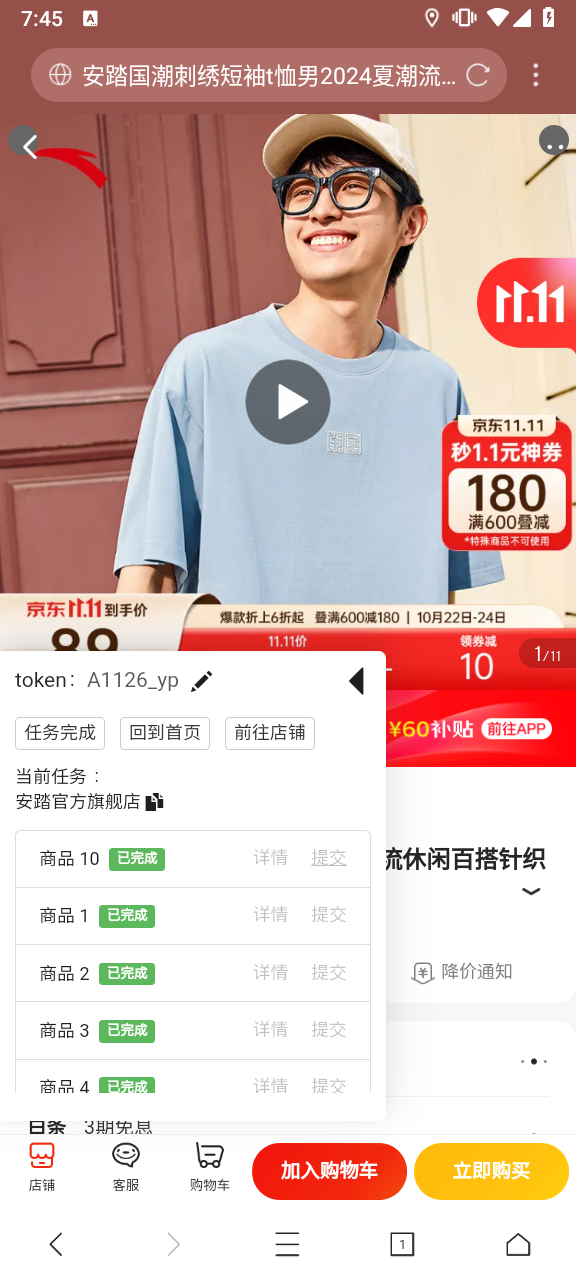 7:45
A
安踏国潮刺绣短袖t恤男2024夏潮流...
11.11
京东11.11
秒1.1元神券
180
满600叠减
*特殊商品不可使用
京东11.11到手价
爆款折上6折起 叠满600减180 | 10月22日-24日
89
11.11价
领券减
10
1/11
token: A1126_yp
¥60补贴 前往APP
任务完成 回到首页 前往店铺
当前任务:
安踏官方旗舰店
流休闲百搭针织
商品 10 已完成 详情 提交
商品 1 已完成 详情 提交
商品 2 已完成 详情 提交
降价通知
商品 3 已完成 详情 提交
商品 4 已完成 详情 提交
白条 3期免息
店铺 客服 购物车 加入购物车 立即购买
1